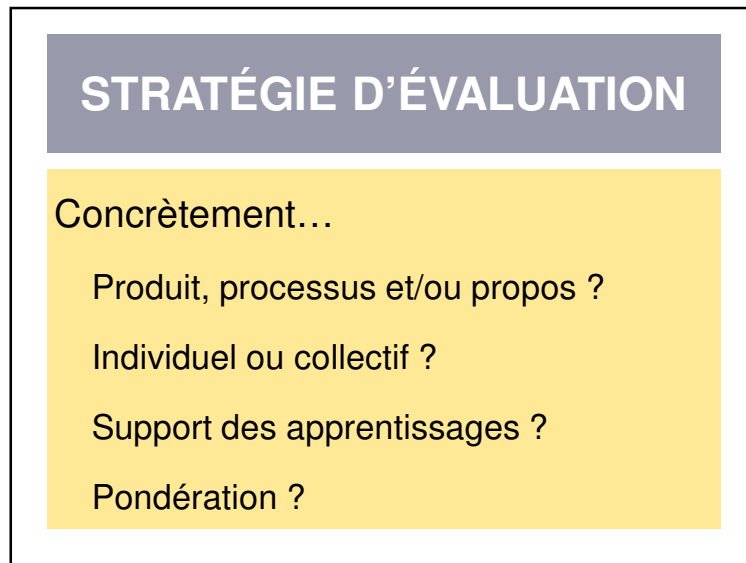 STRATÉGIE D’ÉVALUATION
Concrètement…
Produit, processus et/ou propos ?
Individuel ou collectif ?
Support des apprentissages ?
Pondération ?